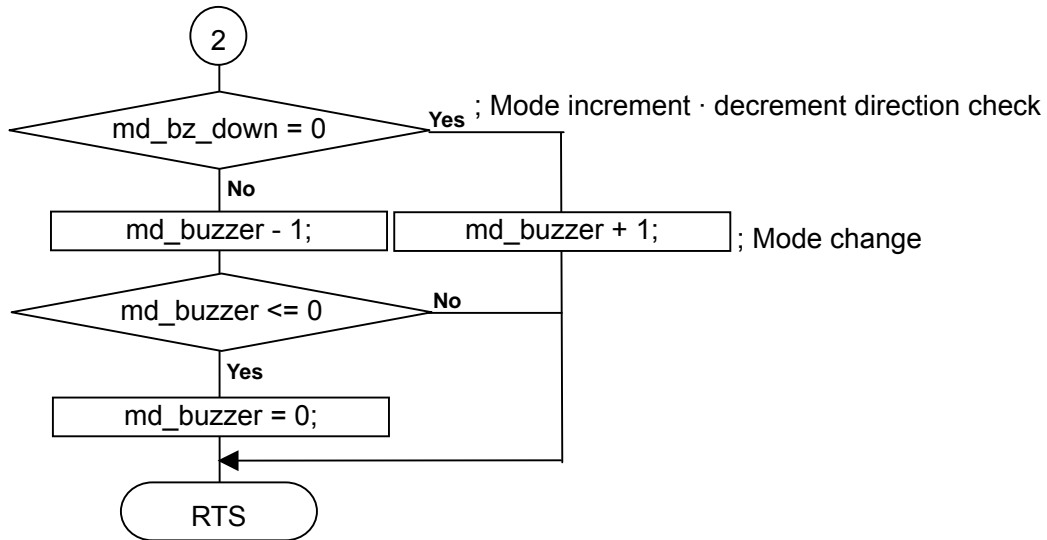 2
md_bz_down = 0
Yes
; Mode increment · decrement direction check
No
md_buzzer - 1;
md_buzzer + 1;
; Mode change
md_buzzer <= 0
No
Yes
md_buzzer = 0;
RTS